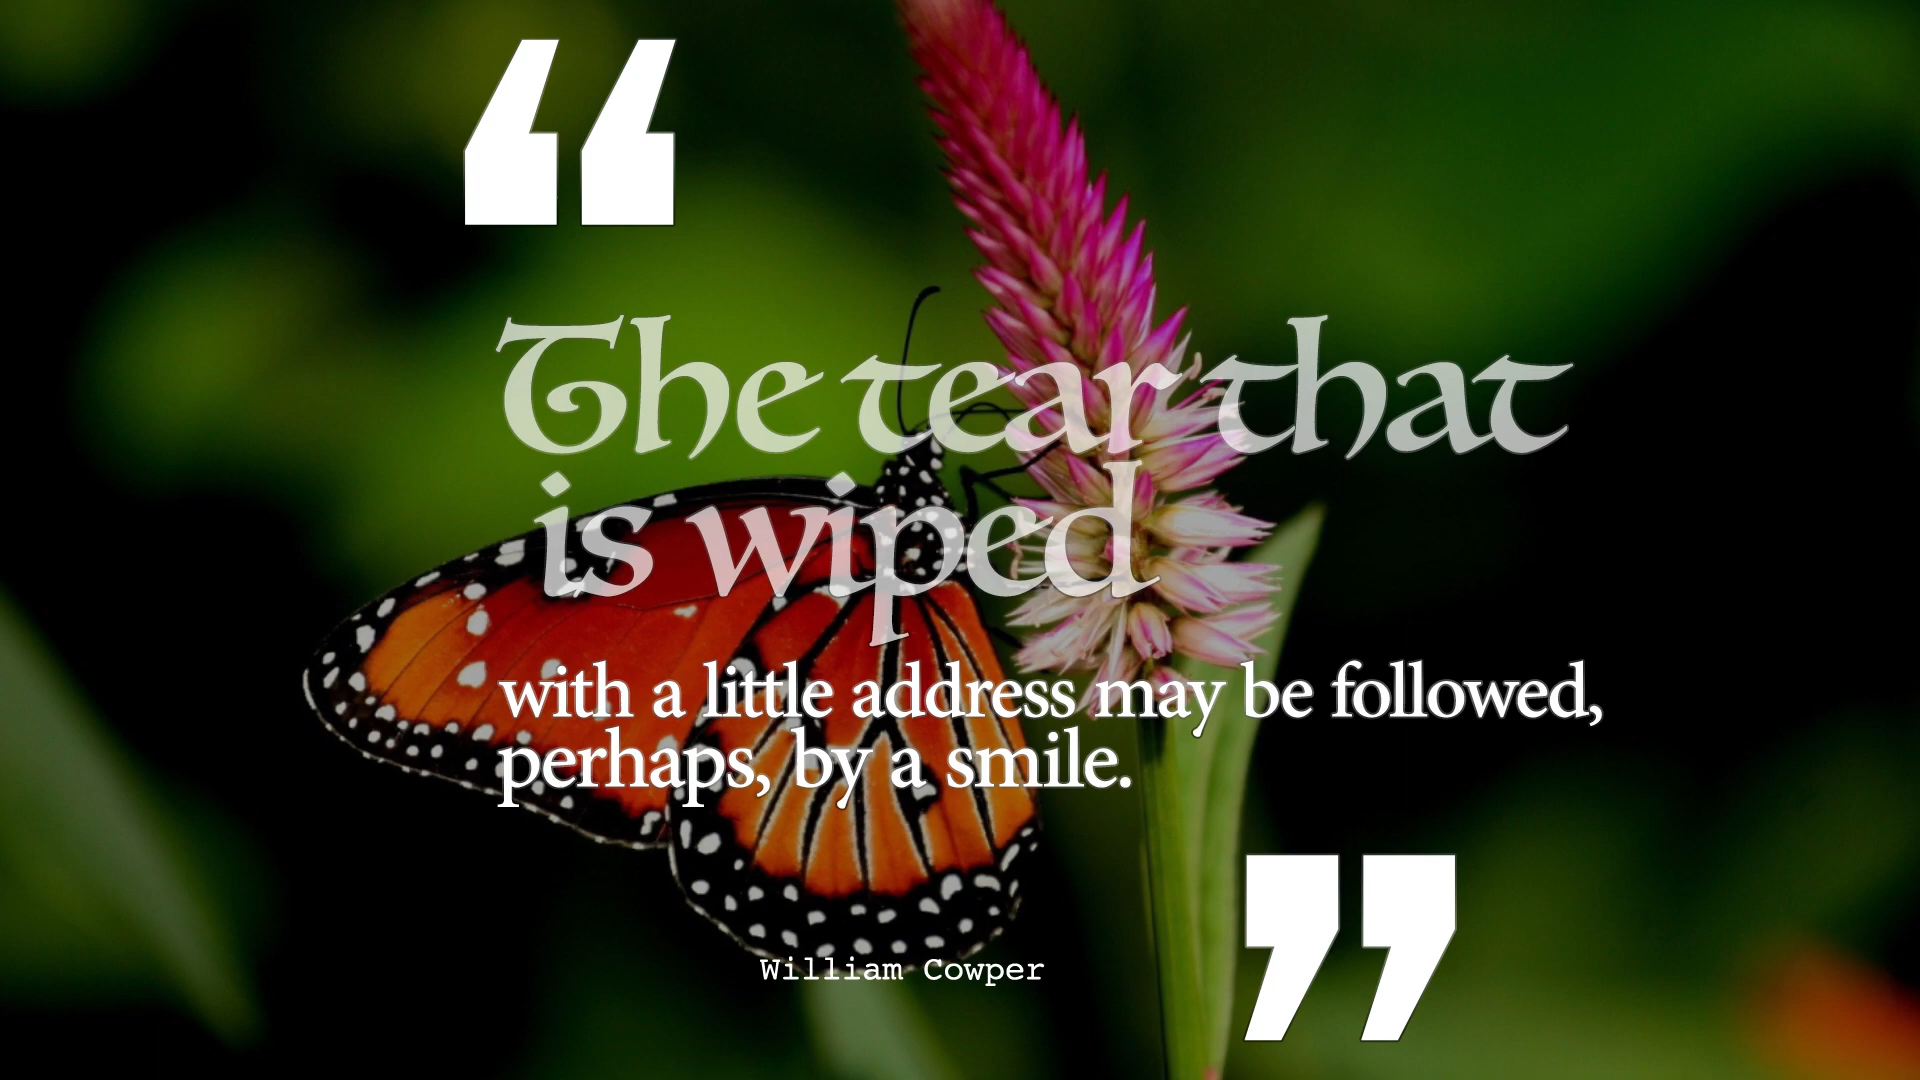 “
The tear that
is wiped
with a little address may be followed,
perhaps, by a smile.
”
William Cowper